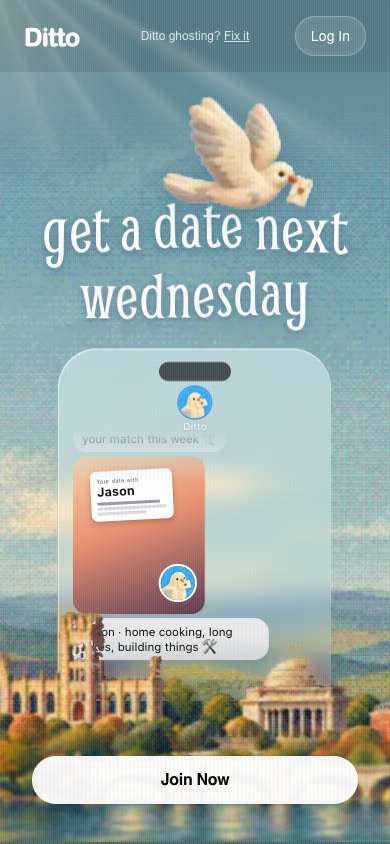 Ditto
Ditto ghosting? Fix it
Log In
get a date next
wednesday
Ditto
your match this week
Your date with
Jason
on · home cooking, long
s, building things 🛠️
Join Now